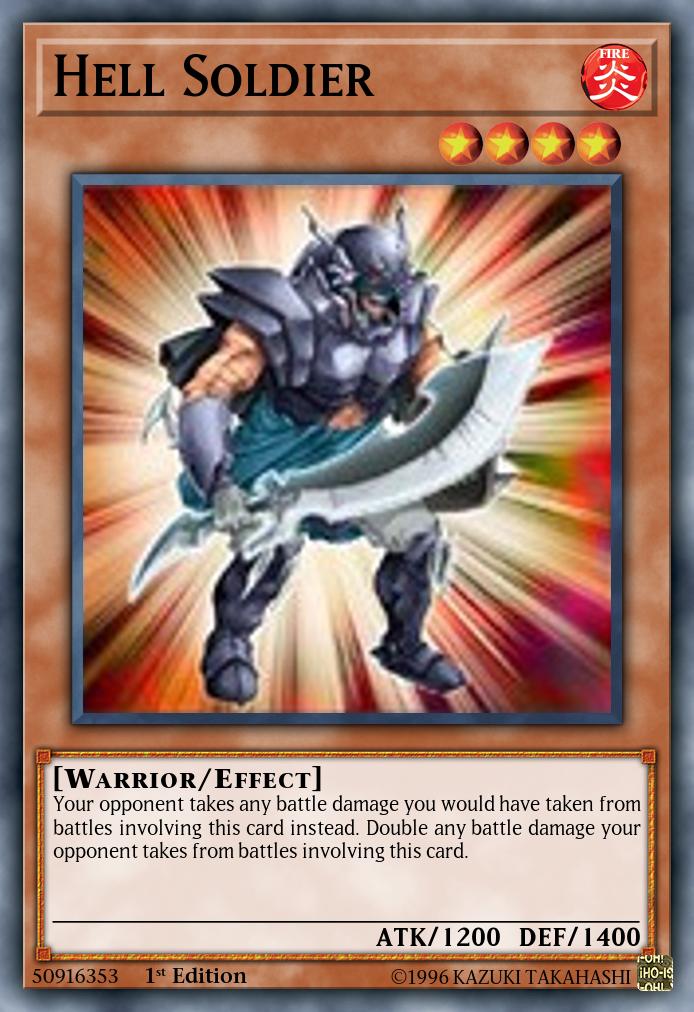 Hell Soldier
FIRE
炎
[Warrior/Effect]
Your opponent takes any battle damage you would have taken from
battles involving this card instead. Double any battle damage your
opponent takes from battles involving this card.
ATK/1200 DEF/1400
50916353 1st Edition ©1996 KAZUKI TAKAHASHI